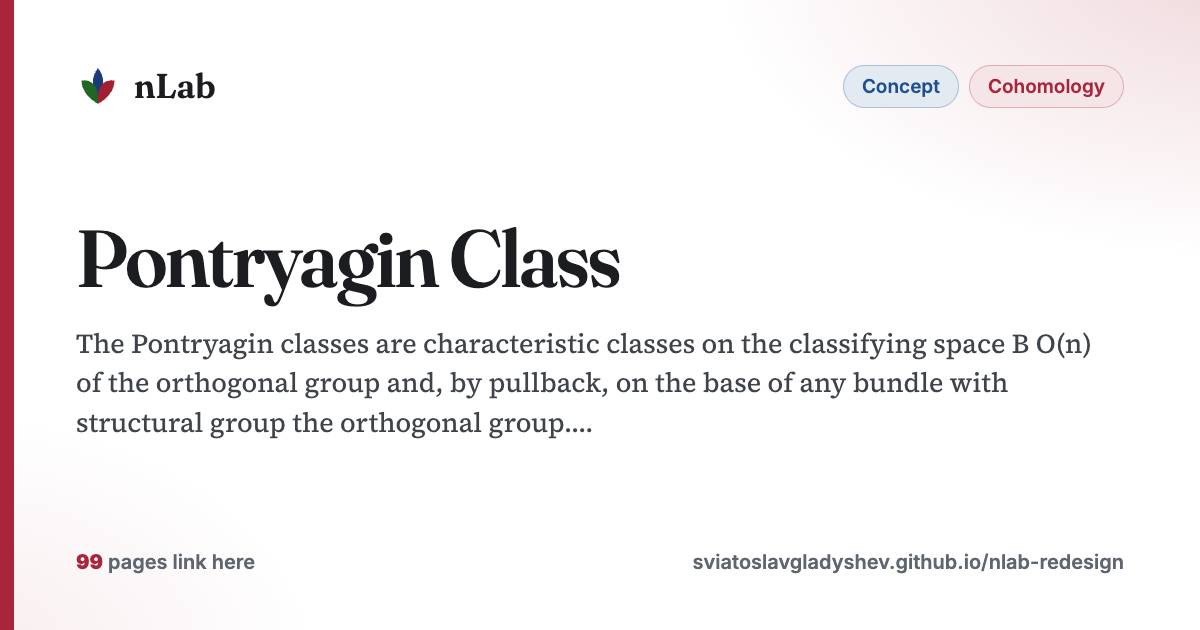 nLab
Concept
Cohomology
Pontryagin Class
The Pontryagin classes are characteristic classes on the classifying space B O(n)
of the orthogonal group and, by pullback, on the base of any bundle with
structural group the orthogonal group....
99 pages link here
sviatoslavgladyshev.github.io/nlab-redesign